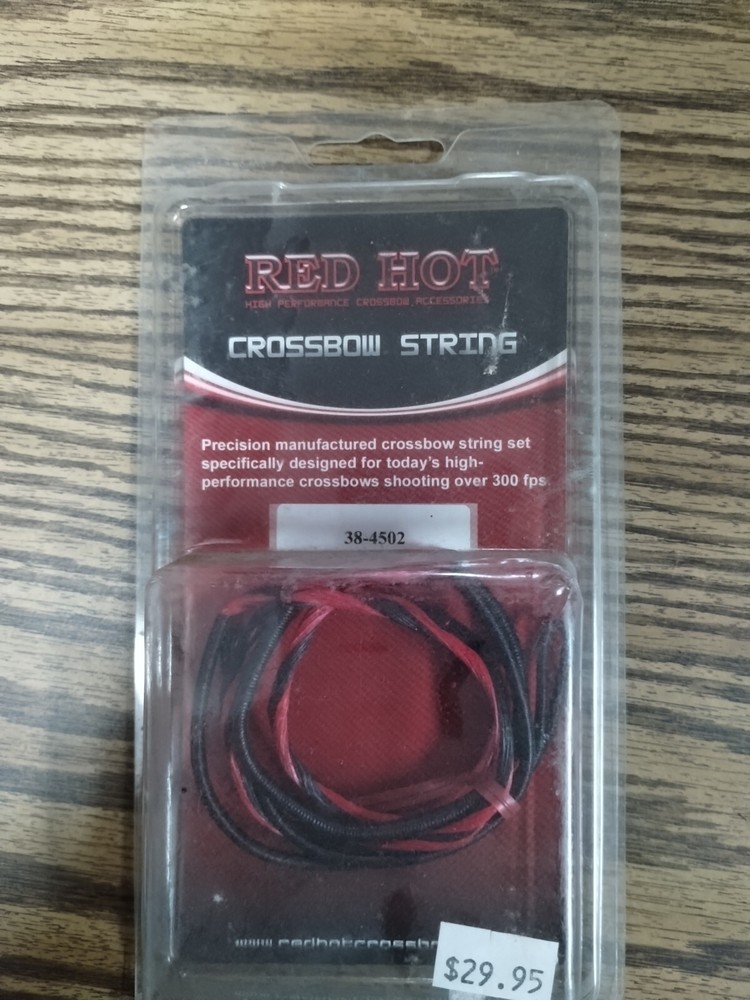 RED HOT
HIGH PERFORMANCE CROSSBOW ACCESSORIES
CROSSBOW STRING
Precision manufactured crossbow string set
specifically designed for today's high-
performance crossbows shooting over 300 fps.
38-4502
$29.95